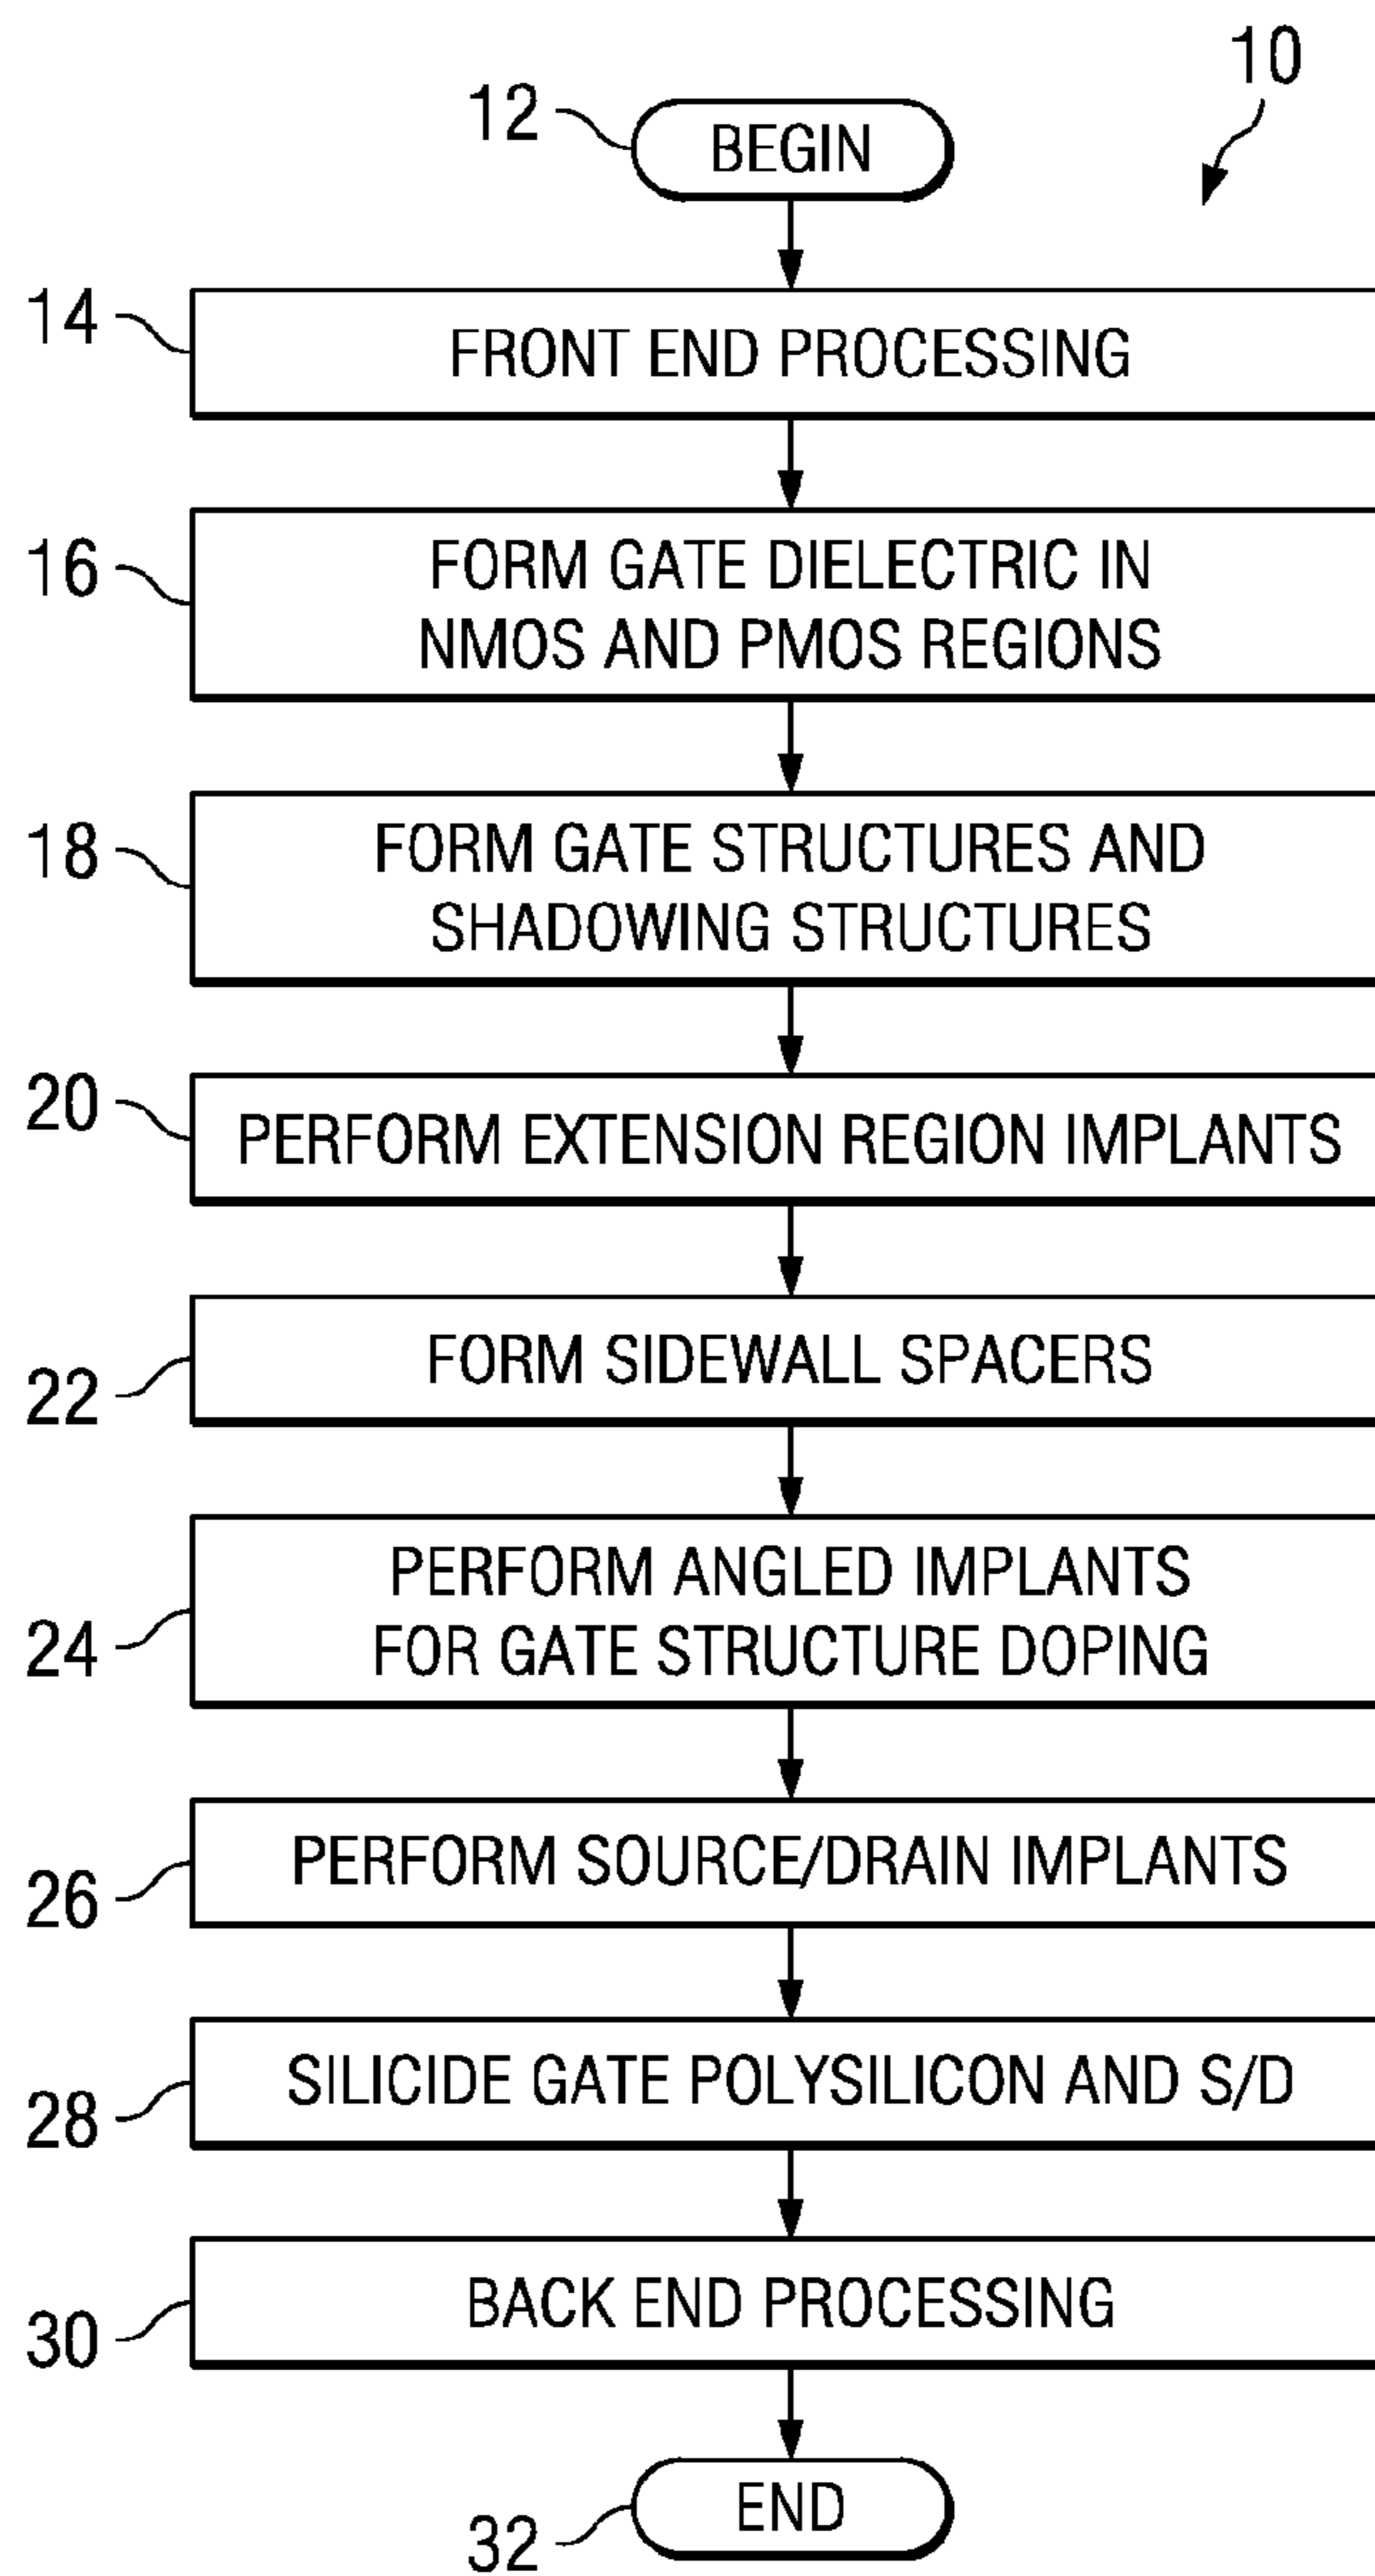 10
12
BEGIN
14
FRONT END PROCESSING
16
FORM GATE DIELECTRIC IN
NMOS AND PMOS REGIONS
18
FORM GATE STRUCTURES AND
SHADOWING STRUCTURES
20
PERFORM EXTENSION REGION IMPLANTS
22
FORM SIDEWALL SPACERS
24
PERFORM ANGLED IMPLANTS
FOR GATE STRUCTURE DOPING
26
PERFORM SOURCE/DRAIN IMPLANTS
28
SILICIDE GATE POLYSILICON AND S/D
30
BACK END PROCESSING
32
END